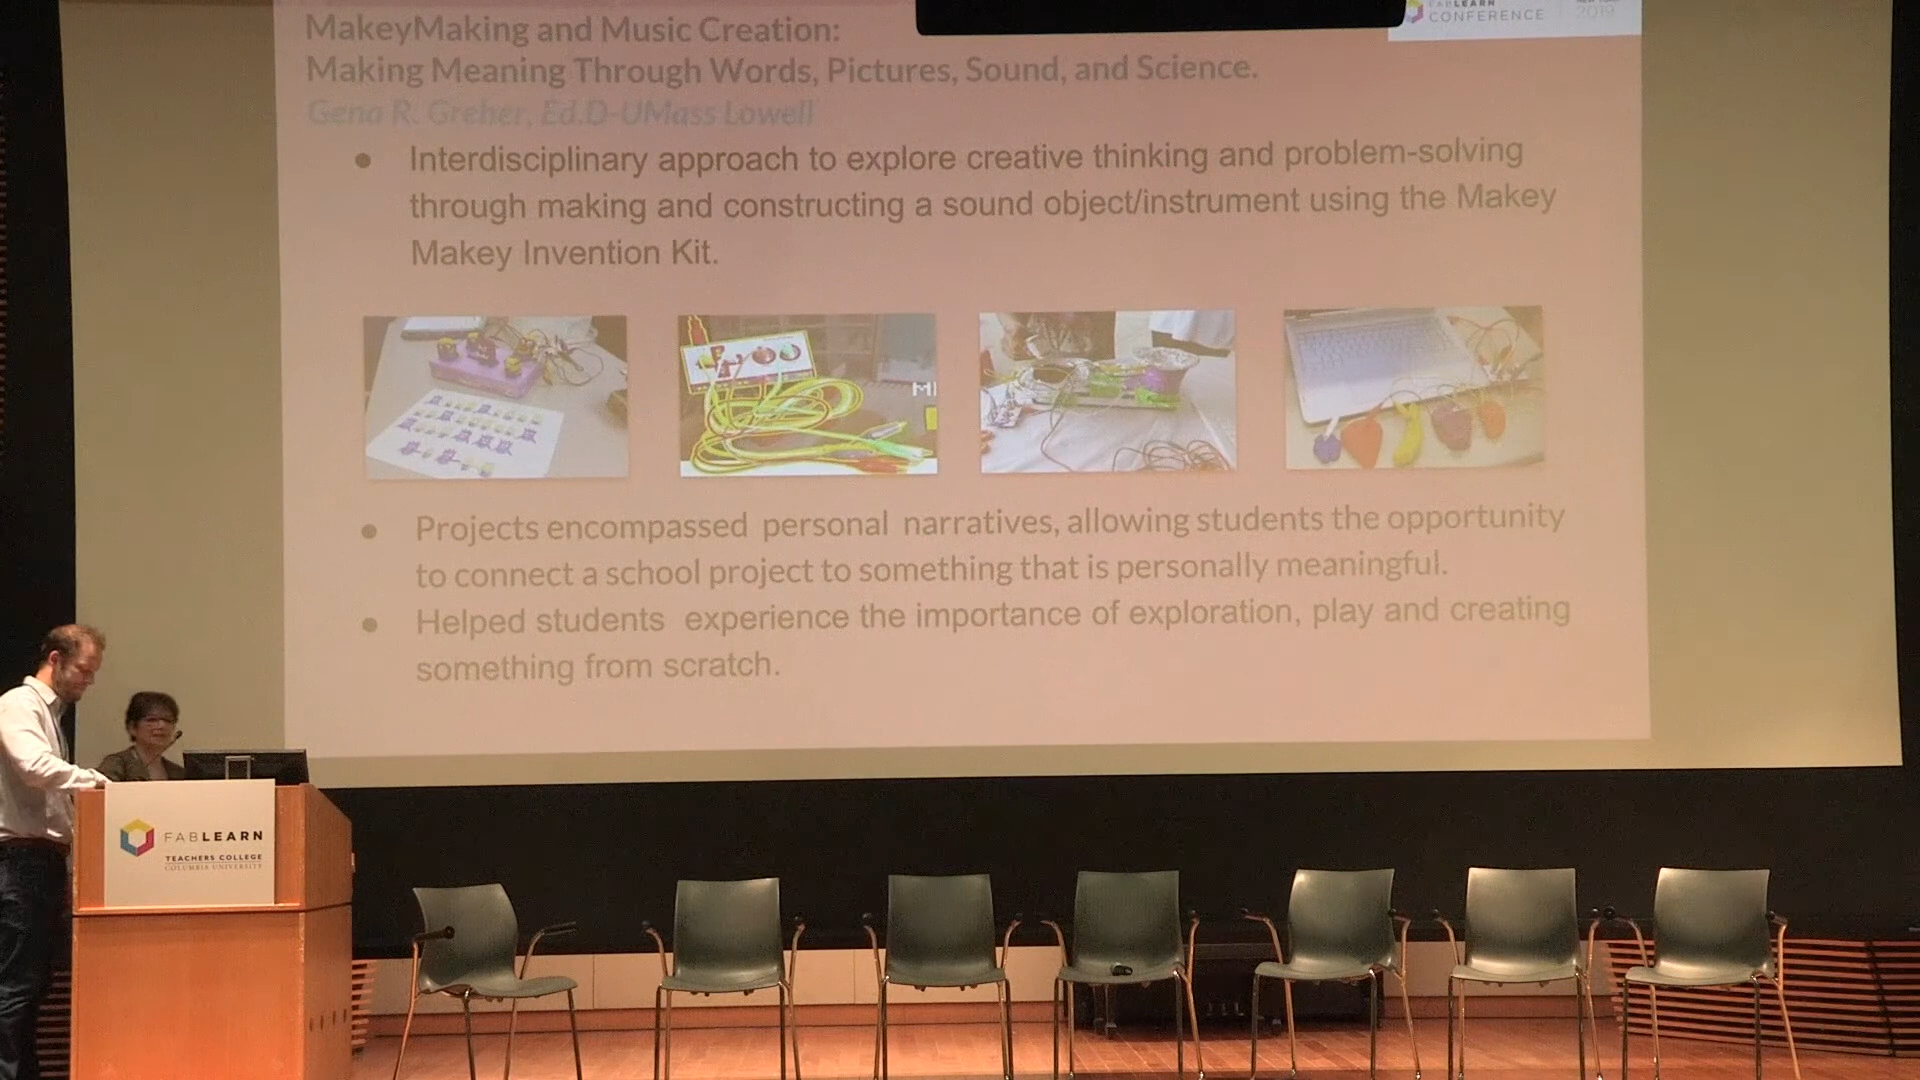 FABLEARN
CONFERENCE
2019
MakeyMaking and Music Creation:
Making Meaning Through Words, Pictures, Sound, and Science.
Gena R. Greher, Ed.D-UMass Lowell
● Interdisciplinary approach to explore creative thinking and problem-solving
through making and constructing a sound object/instrument using the Makey
Makey Invention Kit.
● Projects encompassed personal narratives, allowing students the opportunity
to connect a school project to something that is personally meaningful.
● Helped students experience the importance of exploration, play and creating
something from scratch.
FABLEARN
TEACHERS COLLEGE
COLUMBIA UNIVERSITY